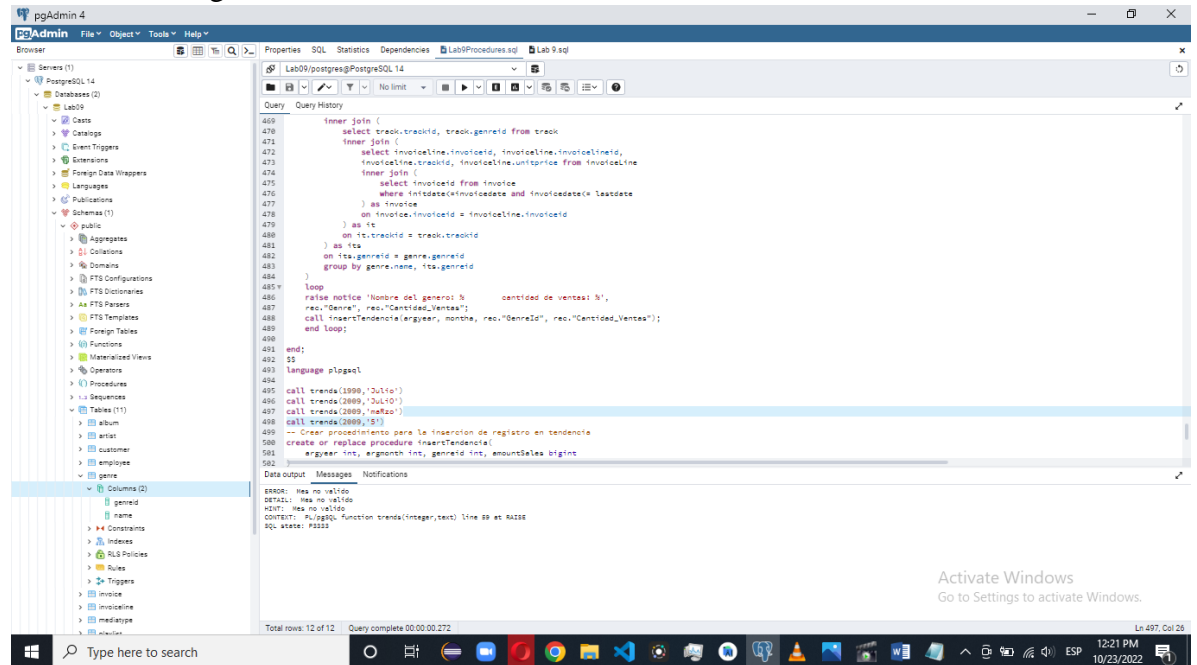 pgAdmin 4
pgAdmin File Object Tools Help
Browser
Properties SQL Statistics Dependencies Lab9Procedures.sql Lab 9.sql
Servers (1)
PostgreSQL 14
Databases (2)
Lab09
Casts
Catalogs
Event Triggers
Extensions
Foreign Data Wrappers
Languages
Publications
Schemas (1)
public
Aggregates
Collations
Domains
FTS Configurations
FTS Dictionaries
FTS Parsers
FTS Templates
Foreign Tables
Functions
Materialized Views
Operators
Procedures
1..3 Sequences
Tables (11)
album
artist
customer
employee
genre
Columns (2)
genreid
name
Constraints
Indexes
RLS Policies
Rules
Triggers
invoice
invoiceline
mediatype
playlist
Lab09/postgres@PostgreSQL 14
No limit
Query Query History
469 inner join (
470 select track.trackid, track.genreid from track
471 inner join (
472 select invoiceline.invoiceid, invoiceline.invoicelineid,
473 invoiceline.trackid, invoiceline.unitprice from invoiceLine
474 inner join (
475 select invoiceid from invoice
476 where initdate<=invoicedate and invoicedate<= lastdate
477 ) as invoice
478 on invoice.invoiceid = invoiceline.invoiceid
479 ) as it
480 on it.trackid = track.trackid
481 ) as its
482 on its.genreid = genre.genreid
483 group by genre.name, its.genreid
484 )
485 loop
486 raise notice 'Nombre del genero: % cantidad de ventas: %',
487 rec."Genre", rec."Cantidad_Ventas";
488 call insertTendencia(argyear, months, rec."GenreId", rec."Cantidad_Ventas");
489 end loop;
490
491 end;
492 $$
493 language plpgsql
494
495 call trends(1990,'Julio')
496 call trends(2009,'JuLiO')
497 call trends(2009,'maRzo')
498 call trends(2009,'5')
499 -- Crear procedimiento para la insercion de registro en tendencia
500 create or replace procedure insertTendencia(
501 argyear int, argmonth int, genreid int, amountSales bigint
502 )
Data output Messages Notifications
ERROR: Mes no valido
DETAIL: Mes no valido
HINT: Mes no valido
CONTEXT: PL/pgSQL function trends(integer,text) line 59 at RAISE
SQL state: P3333
Activate Windows
Go to Settings to activate Windows.
Total rows: 12 of 12 Query complete 00:00:00.272 Ln 497, Col 26
Type here to search
ESP
12:21 PM
10/23/2022